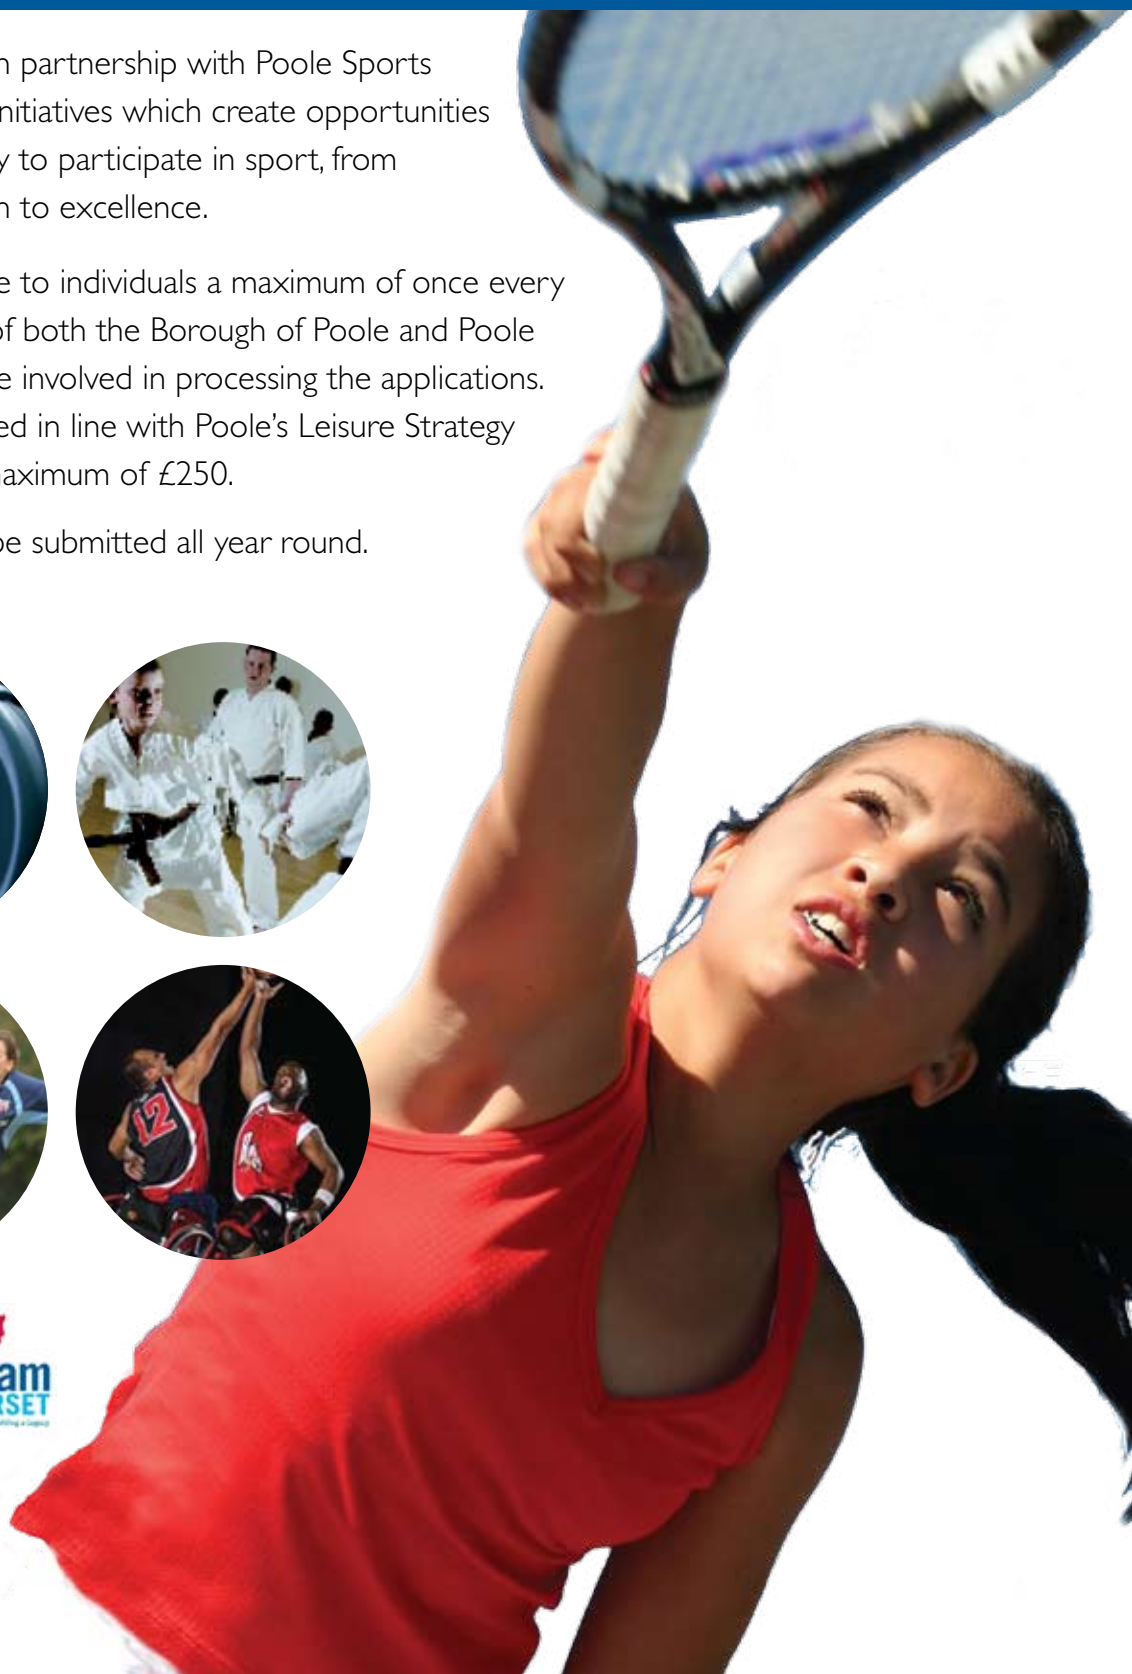 n partnership with Poole Sports
nitiatives which create opportunities
y to participate in sport, from
n to excellence.
e to individuals a maximum of once every
of both the Borough of Poole and Poole
e involved in processing the applications.
ed in line with Poole's Leisure Strategy
naximum of £250.
be submitted all year round.
12
am
RSET